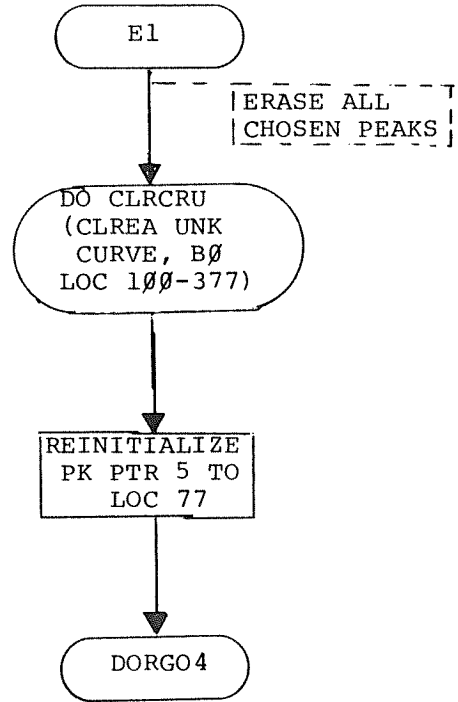 E1
ERASE ALL
CHOSEN PEAKS
DO CLRCRU
(CLREA UNK
CURVE, BØ
LOC 1ØØ-377)
REINITIALIZE
PK PTR 5 TO
LOC 77
DORGO4